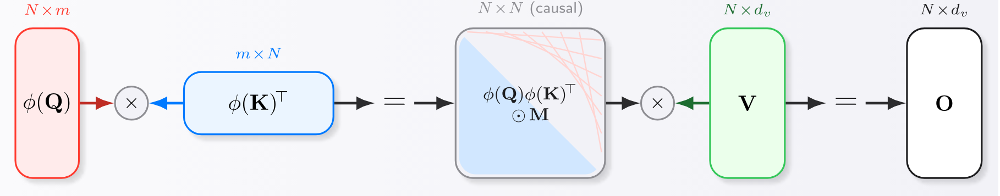 N × m
m × N
N × N (causal)
N × d_v
N × d_v
ϕ(Q)
×
ϕ(K)⊤
=
ϕ(Q)ϕ(K)⊤
⊙ M
×
V
=
O